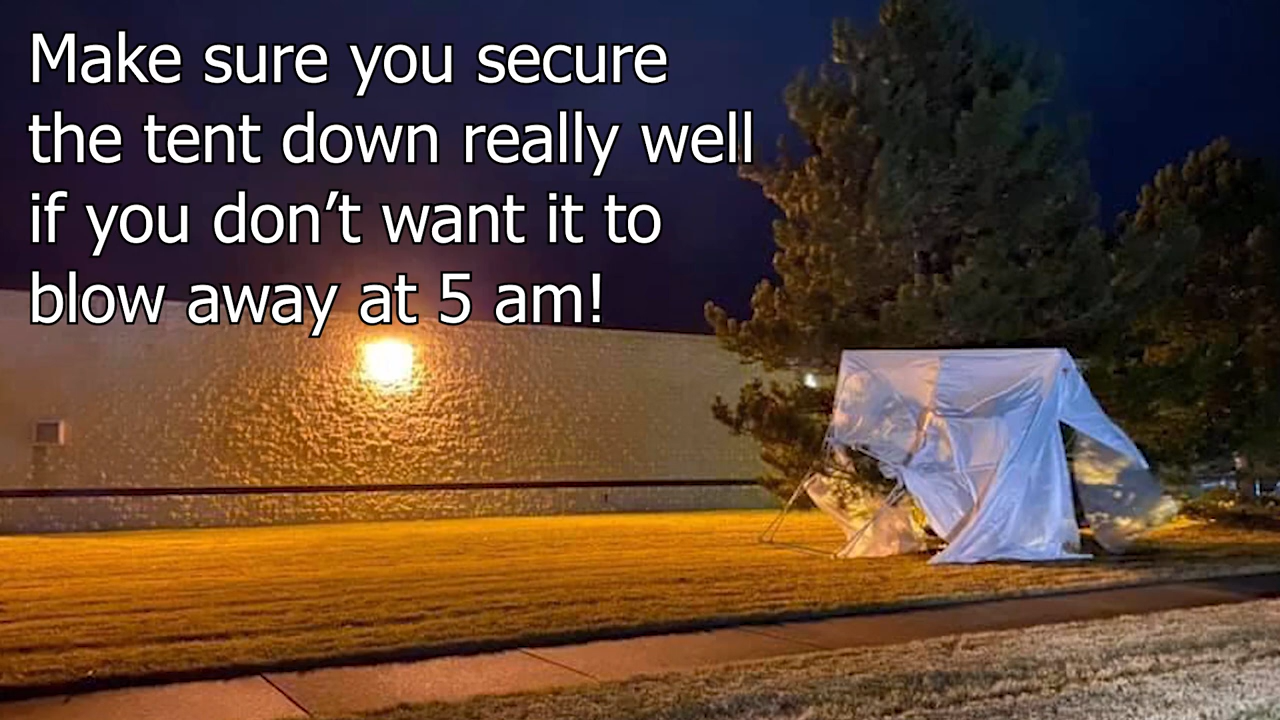 Make sure you secure
the tent down really well
if you don’t want it to
blow away at 5 am!